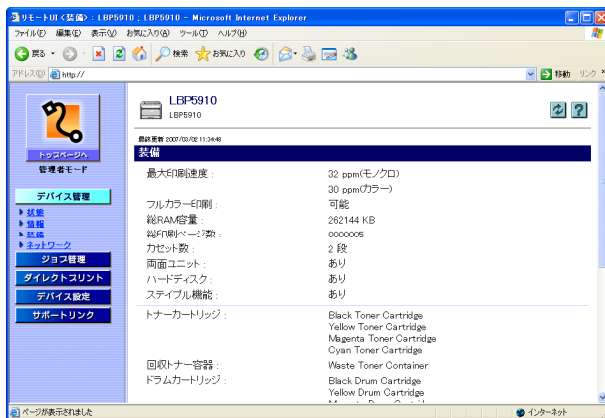 リモートUI <装備> : LBP5910 ; LBP5910 - Microsoft Internet Explorer
ファイル(F) 編集(E) 表示(V) お気に入り(A) ツール(T) ヘルプ(H)
戻る 検索 お気に入り
アドレス(D) http:// 移動 リンク
LBP5910
LBP5910
最終更新 2007/03/02 11:34:48
トップページへ
管理者モード
デバイス管理
状態
情報
装備
ネットワーク
ジョブ管理
ダイレクトプリント
デバイス設定
サポートリンク
装備
最大印刷速度 : 32 ppm(モノクロ)
30 ppm(カラー)
フルカラー印刷 : 可能
総RAM容量 : 262144 KB
総印刷ページ数 : 0000005
カセット数 : 2 段
両面ユニット : あり
ハードディスク : あり
ステイプル機能 : あり
トナーカートリッジ : Black Toner Cartridge
Yellow Toner Cartridge
Magenta Toner Cartridge
Cyan Toner Cartridge
回収トナー容器 : Waste Toner Container
ドラムカートリッジ : Black Drum Cartridge
Yellow Drum Cartridge
ページが表示されました インターネット